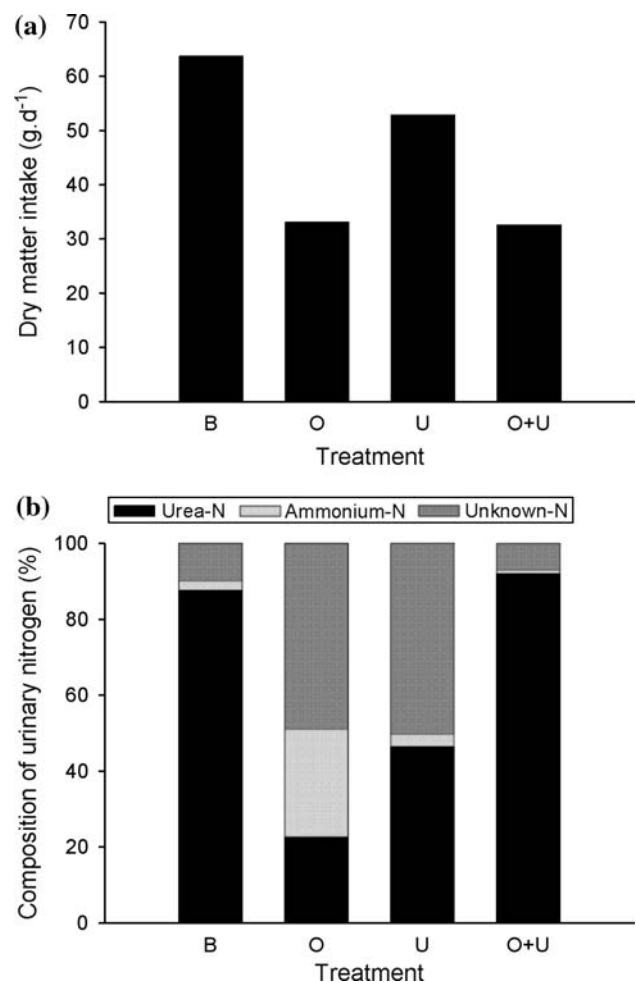 (a)
Dry matter intake (g.d⁻¹)
70
60
50
40
30
20
10
0
B O U O+U
Treatment
(b)
Urea-N Ammonium-N Unknown-N
Composition of urinary nitrogen (%)
100
80
60
40
20
0
B O U O+U
Treatment